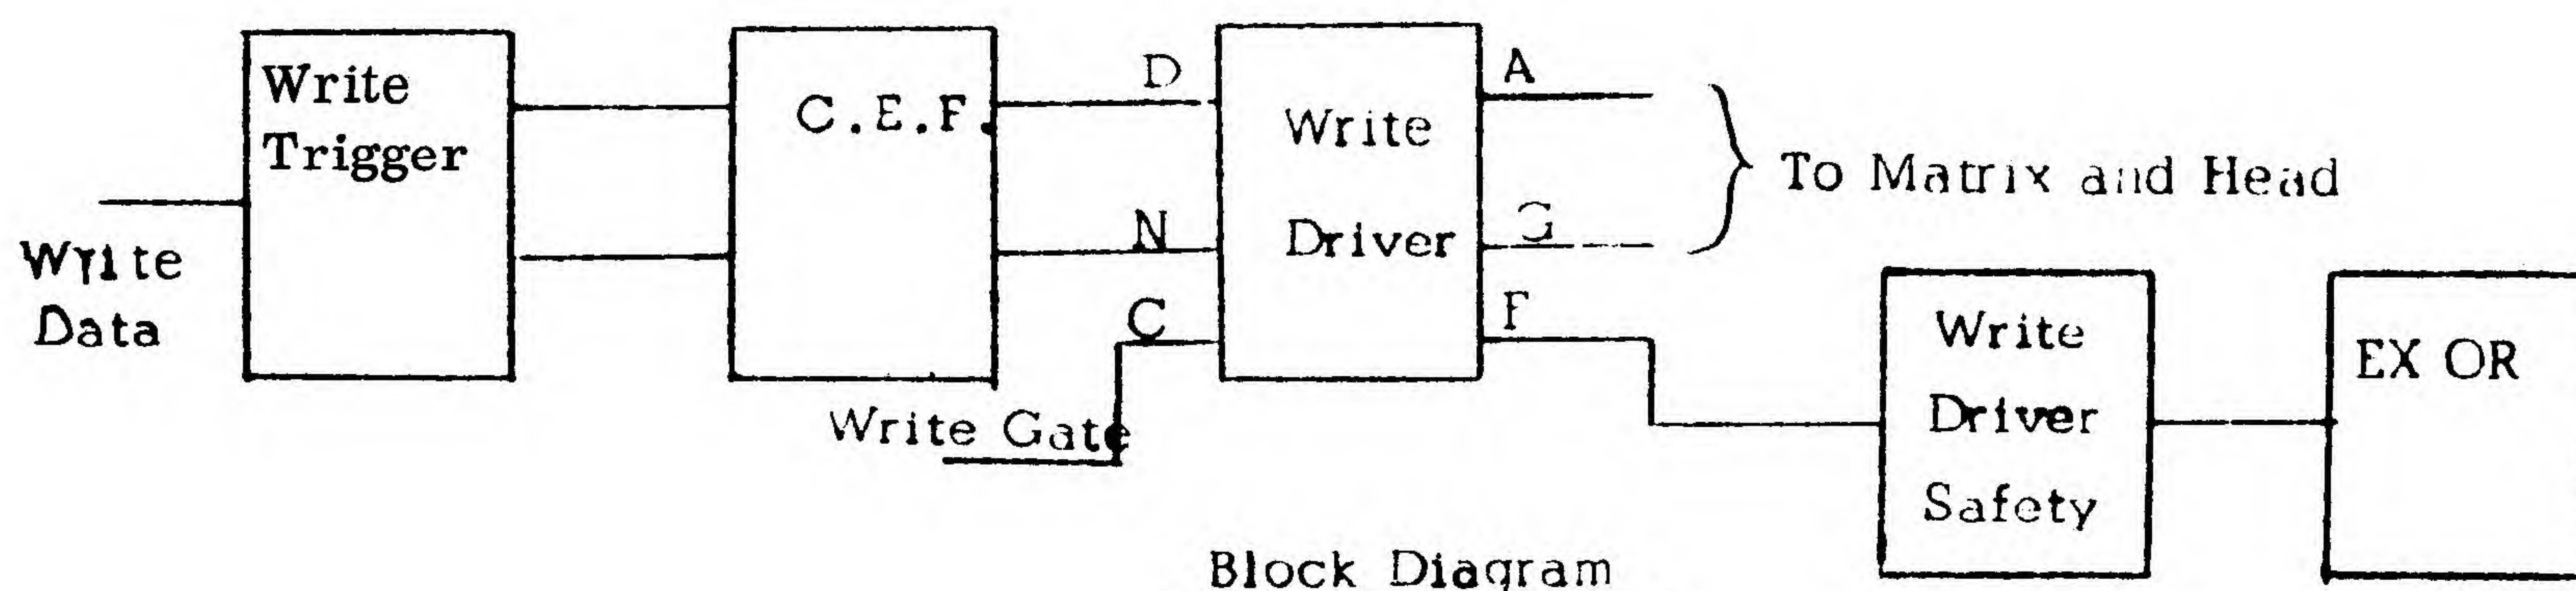 Write
Trigger
Write
Data
C.E.F.
D
N
C
Write Gate
Write
Driver
A
G
F
To Matrix and Head
Write
Driver
Safety
EX OR
Block Diagram